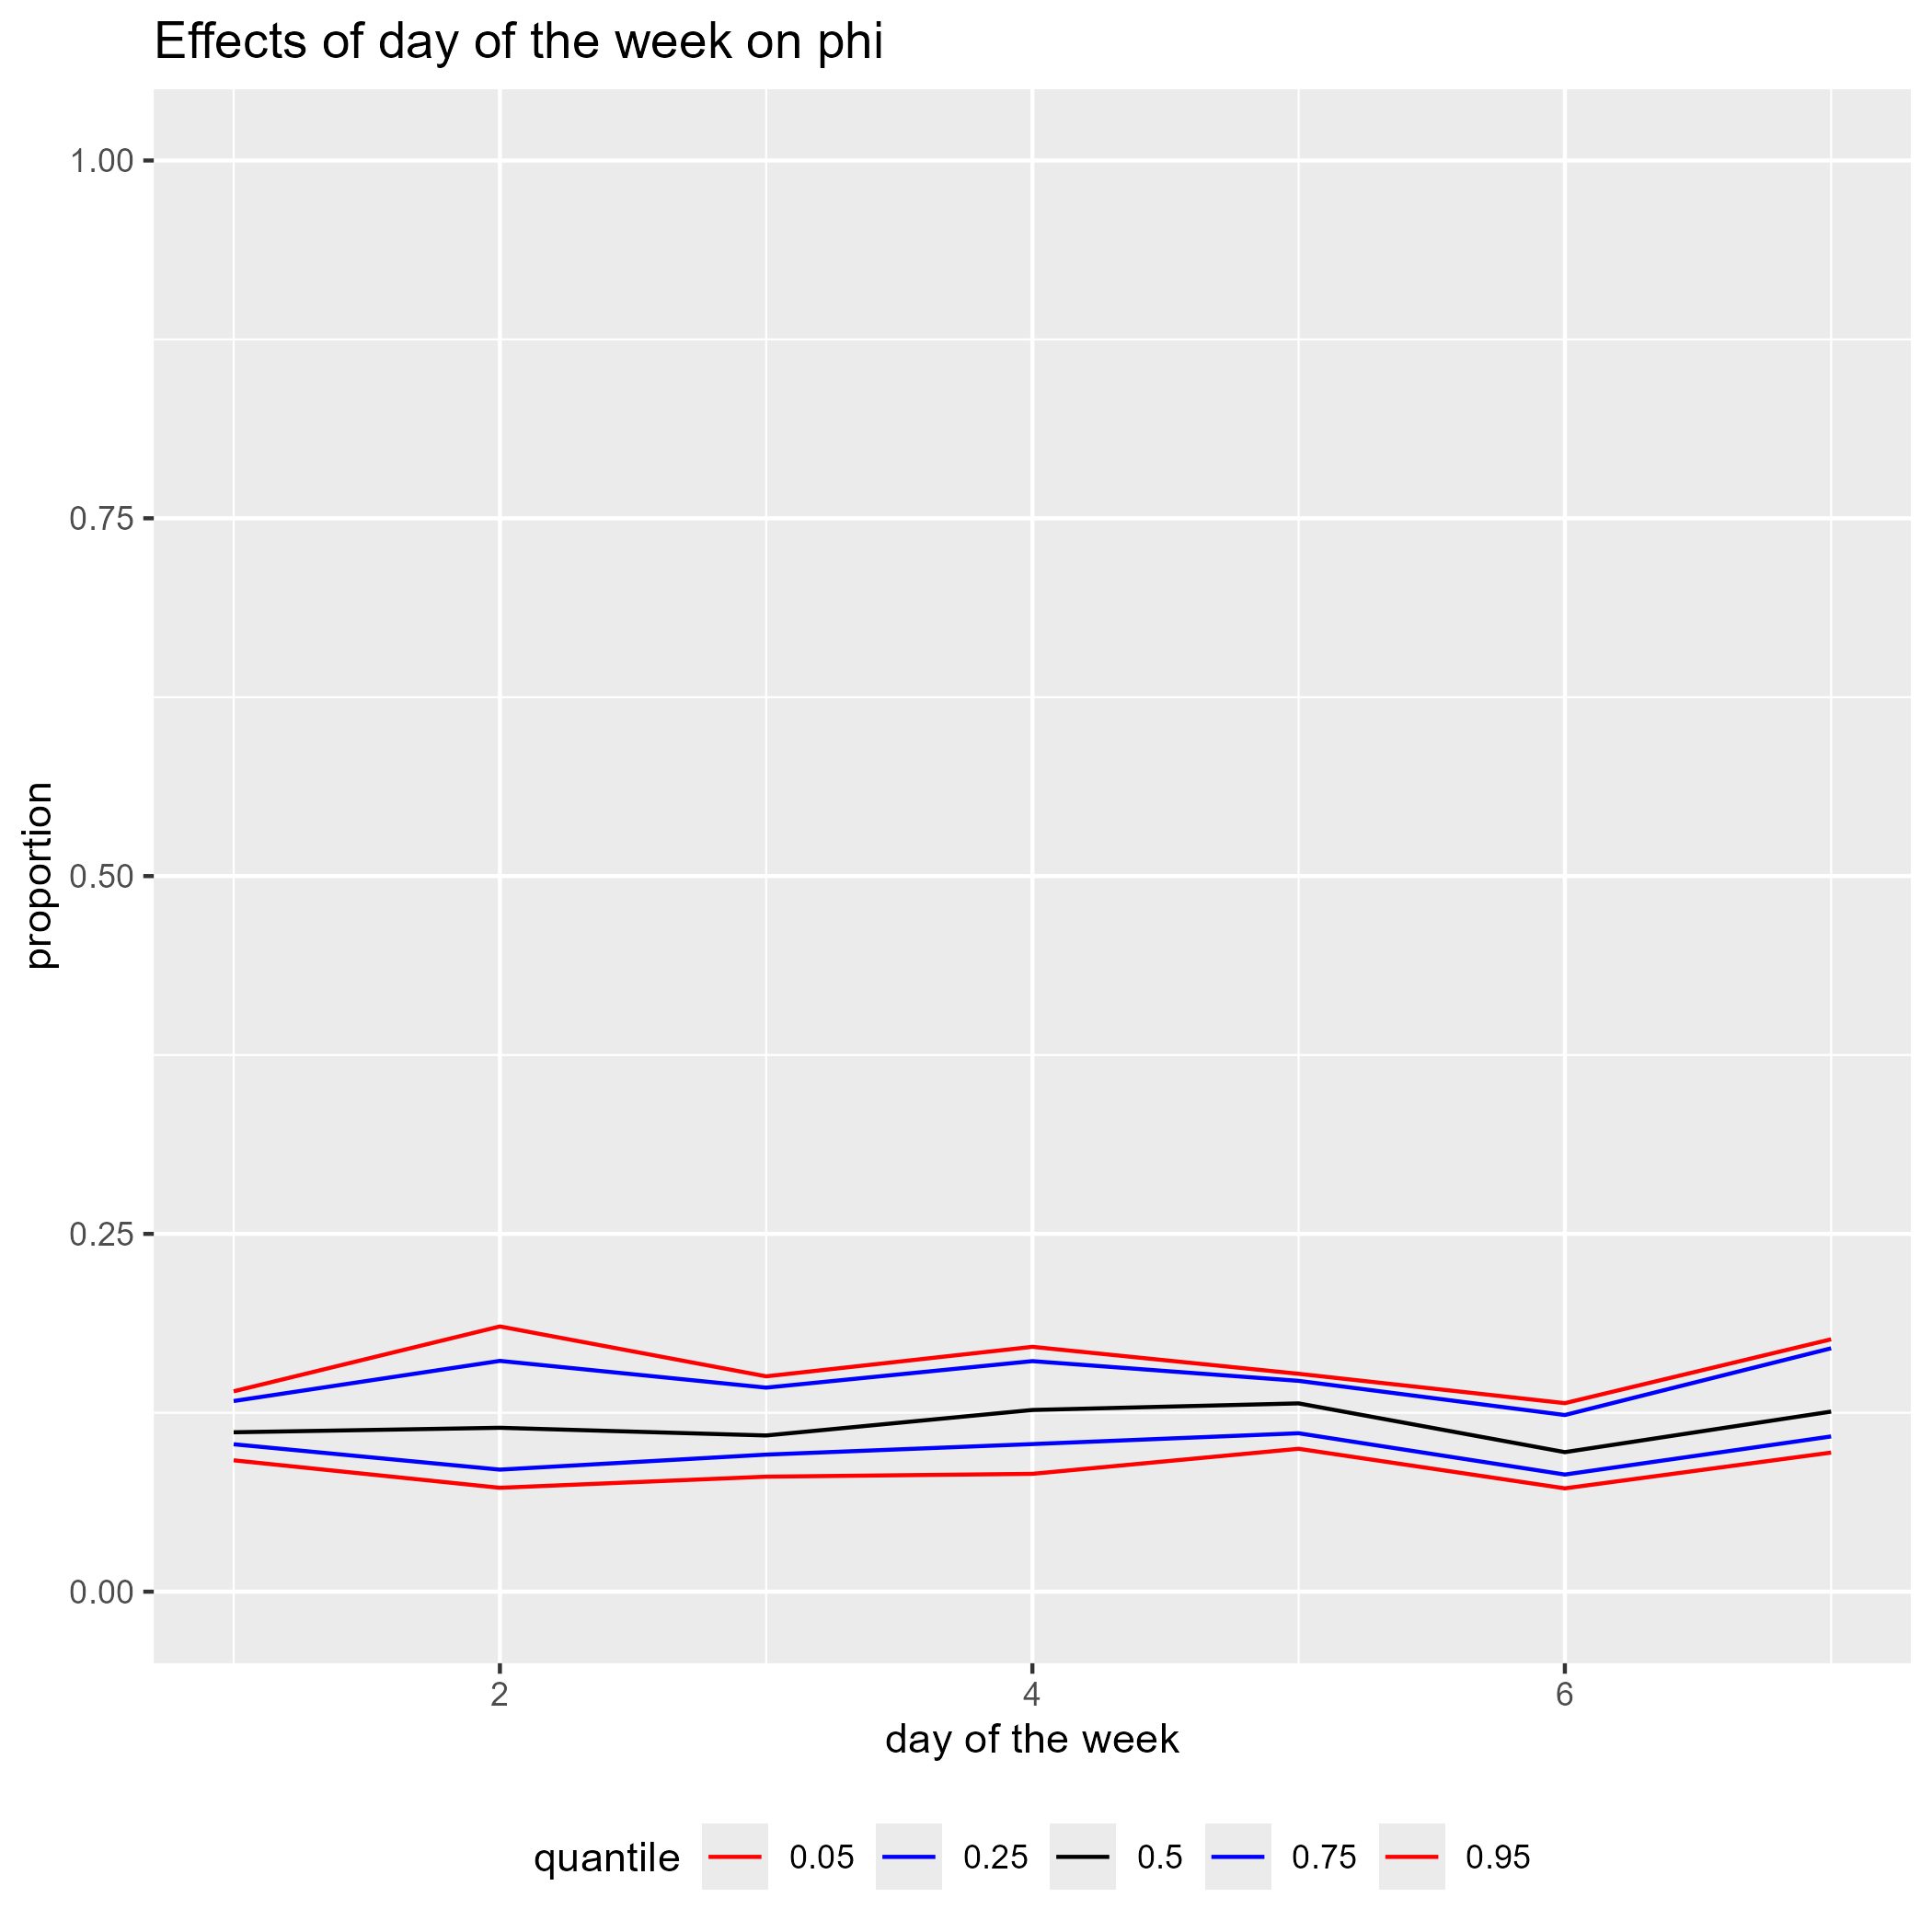 Effects of day of the week on phi
1.00
0.75
0.50
0.25
0.00
proportion
2 4 6
day of the week
quantile 0.05 0.25 0.5 0.75 0.95